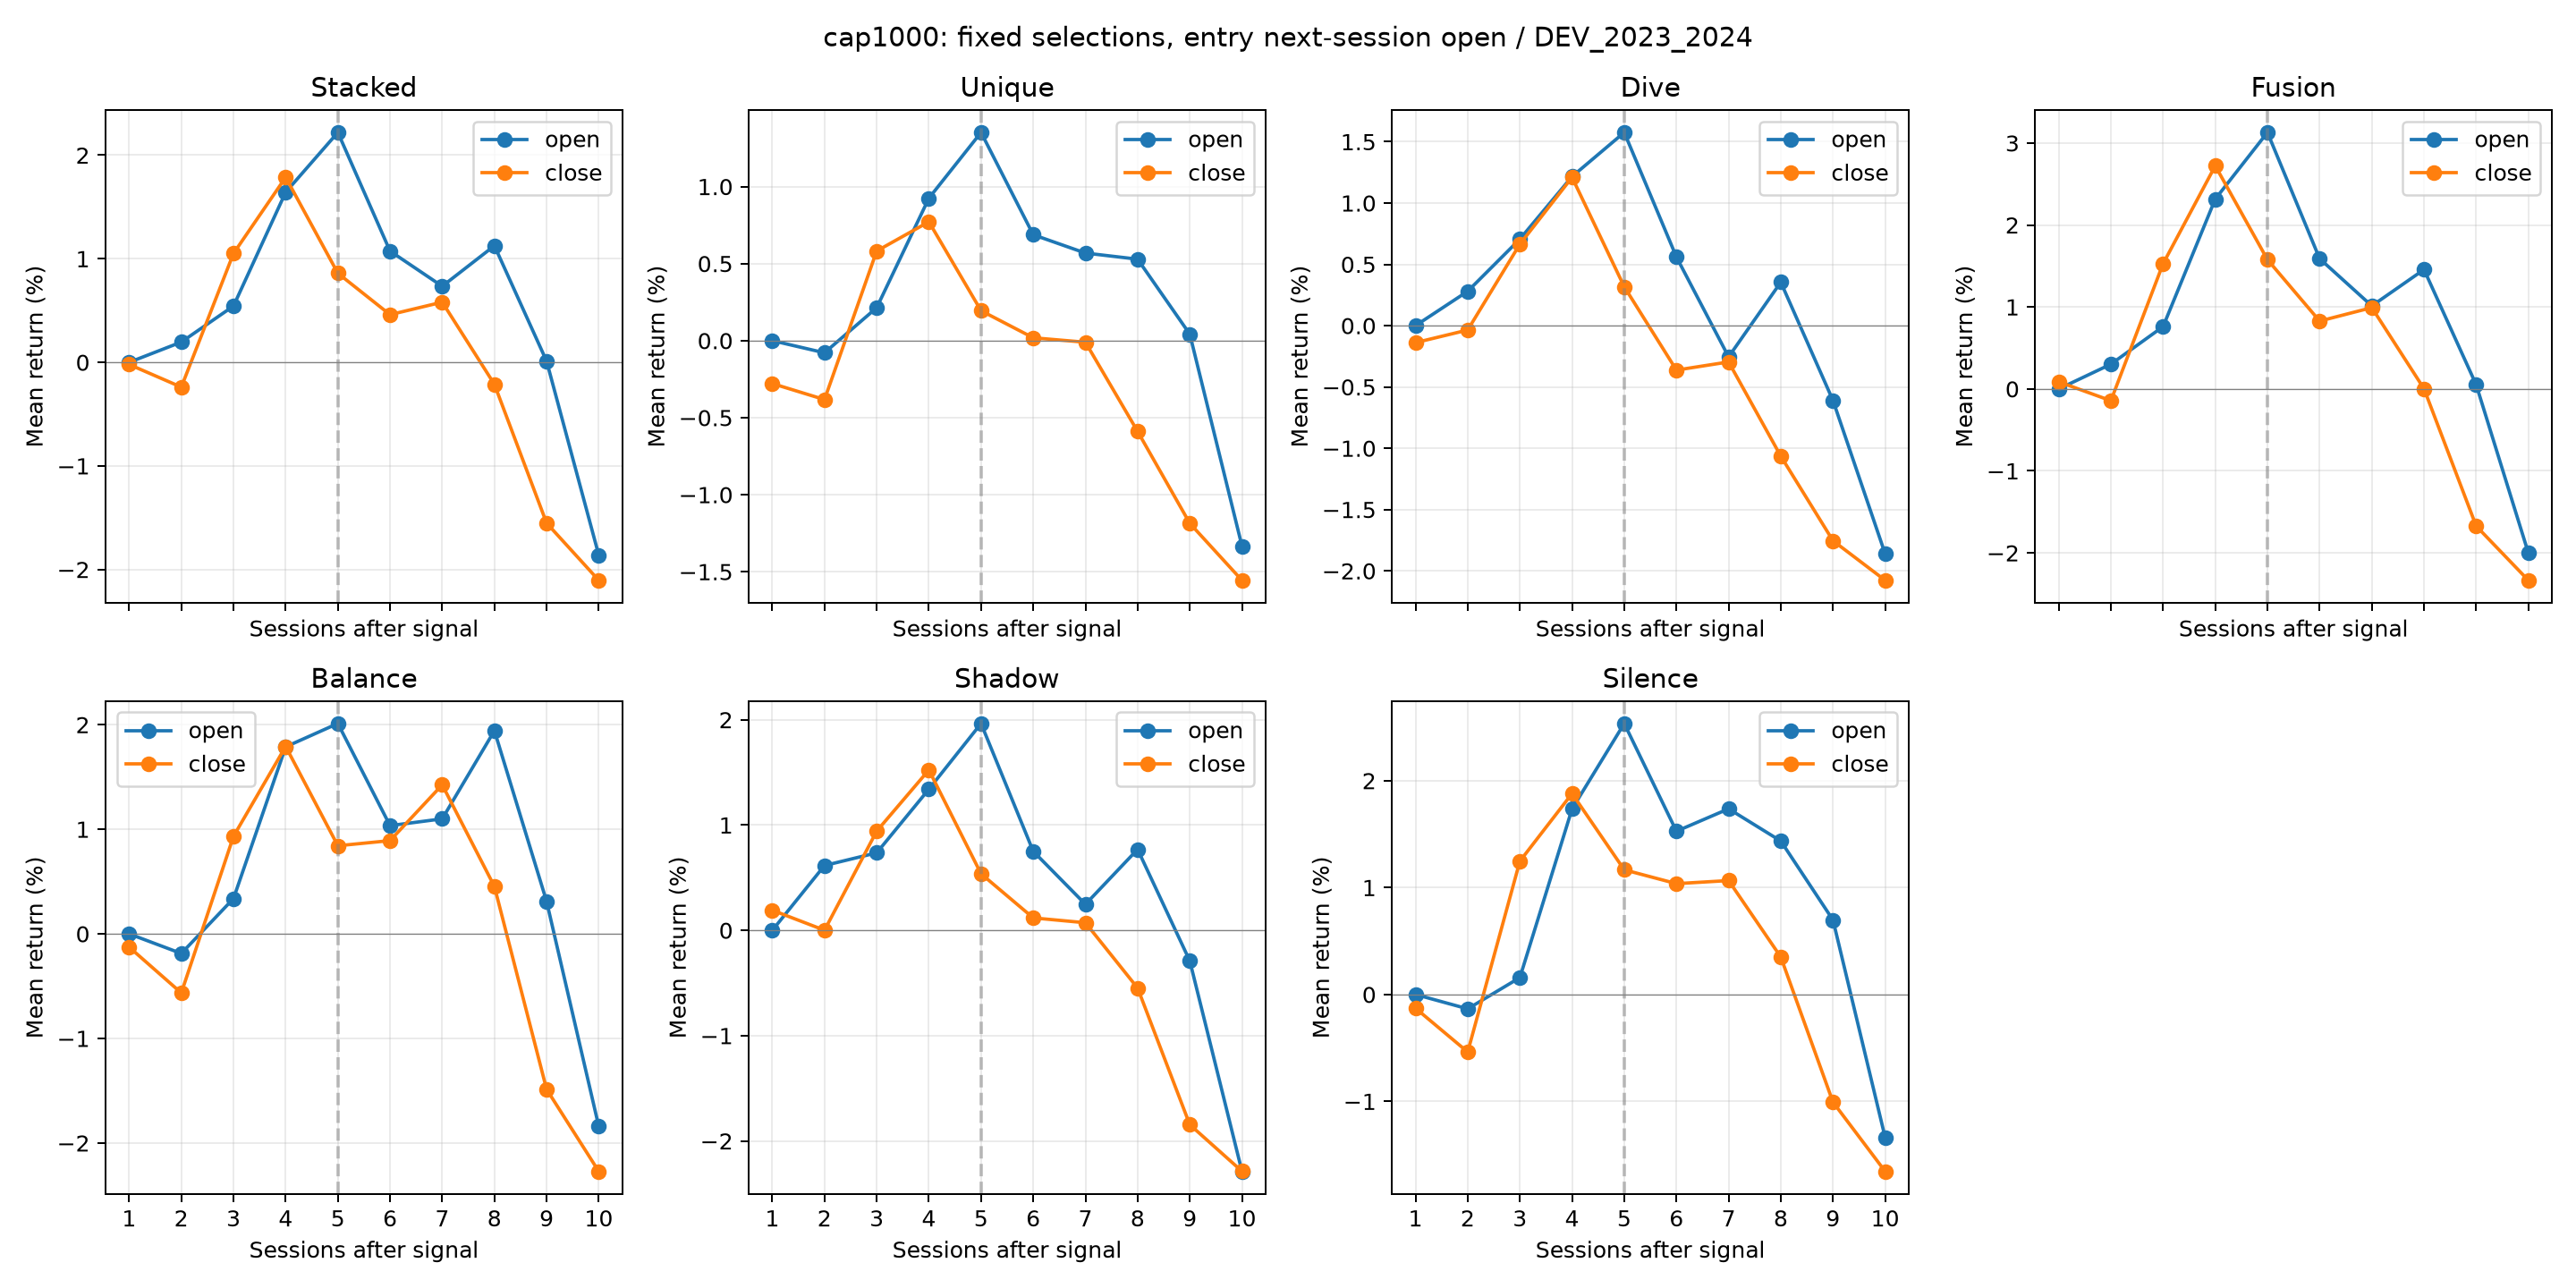 cap1000: fixed selections, entry next-session open / DEV_2023_2024
Stacked
Mean return (%)
2
1
0
−1
−2
open
close
Sessions after signal
Unique
Mean return (%)
1.0
0.5
0.0
−0.5
−1.0
−1.5
open
close
Sessions after signal
Dive
Mean return (%)
1.5
1.0
0.5
0.0
−0.5
−1.0
−1.5
−2.0
open
close
Sessions after signal
Fusion
Mean return (%)
3
2
1
0
−1
−2
open
close
Sessions after signal
Balance
Mean return (%)
2
1
0
−1
−2
open
close
1 2 3 4 5 6 7 8 9 10
Sessions after signal
Shadow
Mean return (%)
2
1
0
−1
−2
open
close
1 2 3 4 5 6 7 8 9 10
Sessions after signal
Silence
Mean return (%)
2
1
0
−1
open
close
1 2 3 4 5 6 7 8 9 10
Sessions after signal